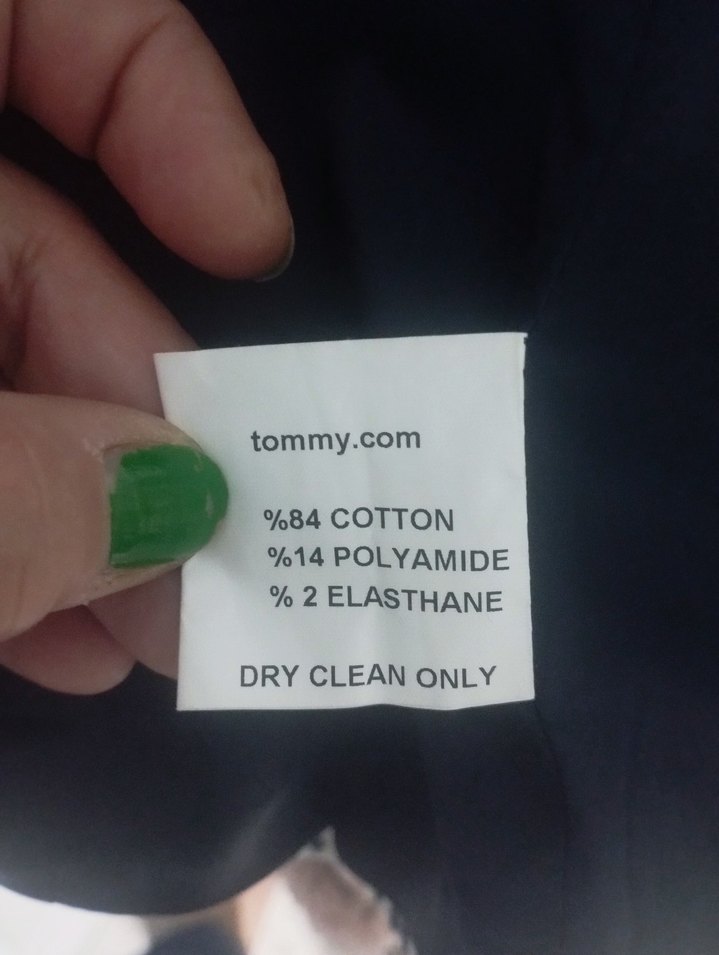 tommy.com
%84 COTTON
%14 POLYAMIDE
% 2 ELASTHANE
DRY CLEAN ONLY